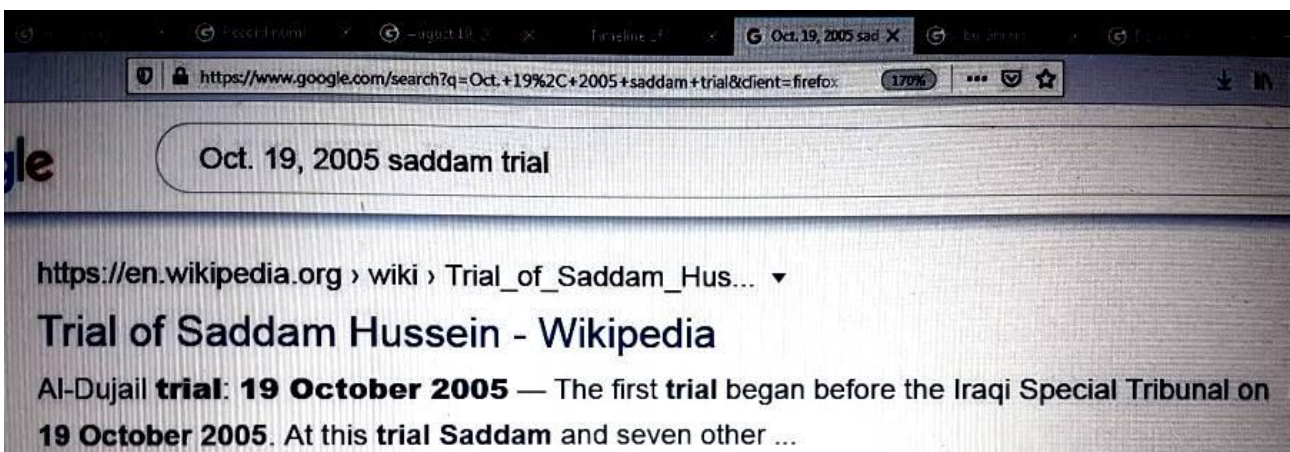 Oct. 19, 2005 sad
https://www.google.com/search?q=Oct.+19%2C+2005+saddam+trial&client=firefox 170%
gle Oct. 19, 2005 saddam trial
https://en.wikipedia.org › wiki › Trial_of_Saddam_Hus...
Trial of Saddam Hussein - Wikipedia
Al-Dujail trial: 19 October 2005 — The first trial began before the Iraqi Special Tribunal on
19 October 2005. At this trial Saddam and seven other ...